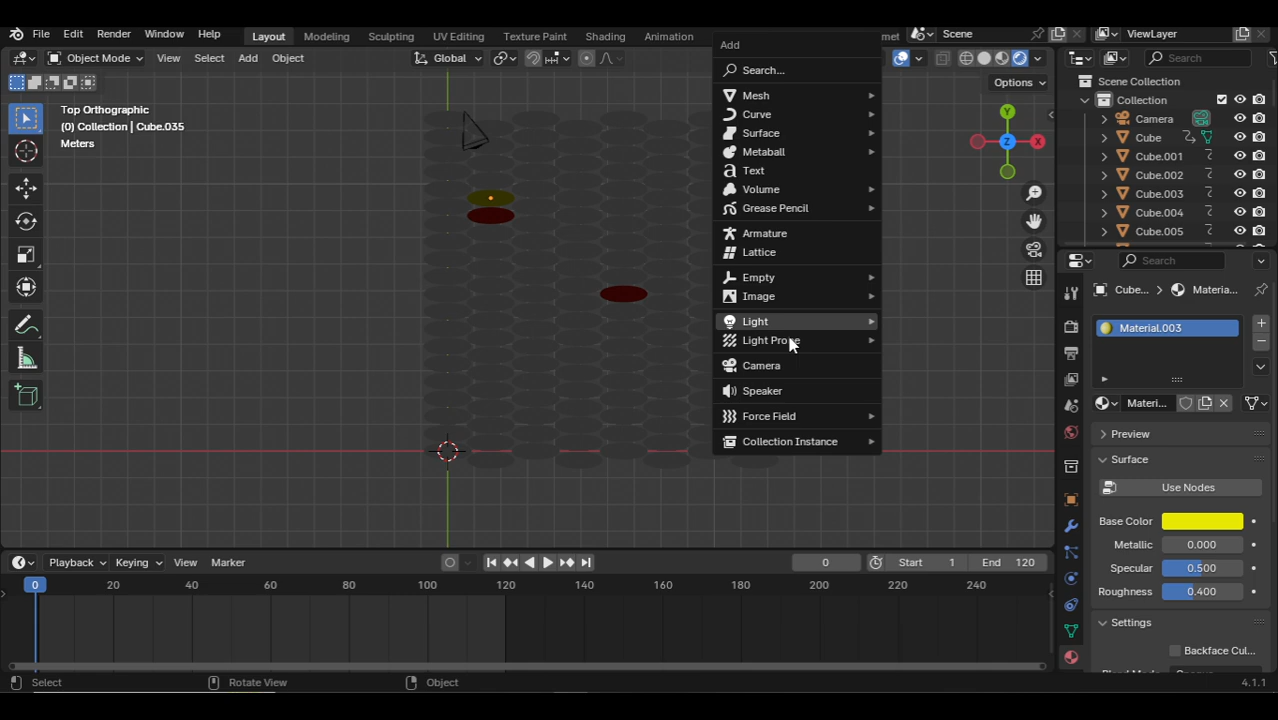 File Edit Render Window Help Layout Modeling Sculpting UV Editing Texture Paint Shading Animation Scene ViewLayer
Object Mode View Select Add Object Global Search
Options
Top Orthographic
(0) Collection | Cube.035
Meters
Y
Z
X
Add
Search...
Mesh
Curve
Surface
Metaball
Text
Volume
Grease Pencil
Armature
Lattice
Empty
Image
Light
Light Probe
Camera
Speaker
Force Field
Collection Instance
Scene Collection
Collection
Camera
Cube
Cube.001
Cube.002
Cube.003
Cube.004
Cube.005
Search
Cube... > Materia...
Material.003
Materi...
Preview
Surface
Use Nodes
Base Color
Metallic 0.000
Specular 0.500
Roughness 0.400
Settings
Backface Cul...
Playback Keying View Marker 0 Start 1 End 120
0 20 40 60 80 100 120 140 160 180 200 220 240
Select Rotate View Object 4.1.1